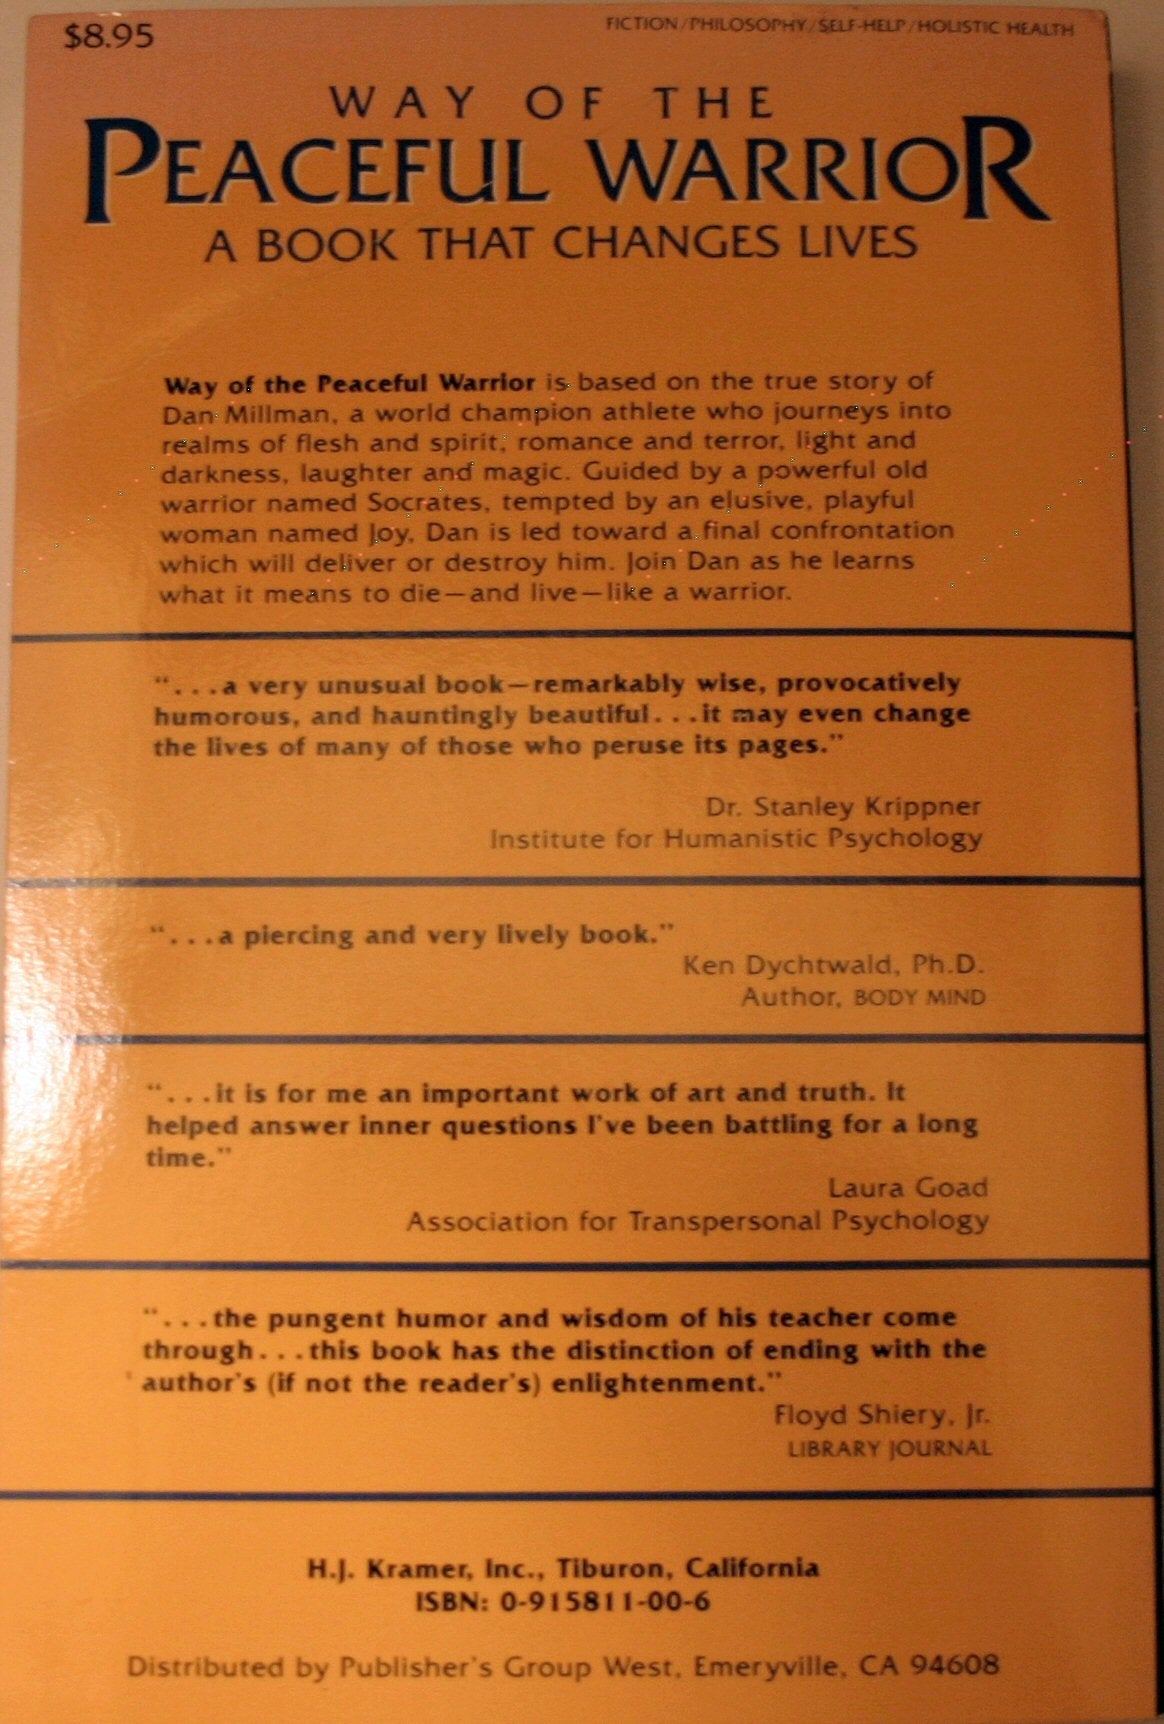 $8.95
FICTION/PHILOSOPHY/SELF-HELP/HOLISTIC HEALTH
WAY OF THE
PEACEFUL WARRIOR
A BOOK THAT CHANGES LIVES
Way of the Peaceful Warrior is based on the true story of
Dan Millman, a world champion athlete who journeys into
realms of flesh and spirit, romance and terror, light and
darkness, laughter and magic. Guided by a powerful old
warrior named Socrates, tempted by an elusive, playful
woman named Joy, Dan is led toward a final confrontation
which will deliver or destroy him. Join Dan as he learns
what it means to die—and live—like a warrior.
"...a very unusual book—remarkably wise, provocatively
humorous, and hauntingly beautiful...it may even change
the lives of many of those who peruse its pages."
Dr. Stanley Krippner
Institute for Humanistic Psychology
"...a piercing and very lively book."
Ken Dychtwald, Ph.D.
Author, BODY MIND
"...it is for me an important work of art and truth. It
helped answer inner questions I've been battling for a long
time."
Laura Goad
Association for Transpersonal Psychology
"...the pungent humor and wisdom of his teacher come
through...this book has the distinction of ending with the
author's (if not the reader's) enlightenment."
Floyd Shiery, Jr.
LIBRARY JOURNAL
H.J. Kramer, Inc., Tiburon, California
ISBN: 0-915811-00-6
Distributed by Publisher's Group West, Emeryville, CA 94608